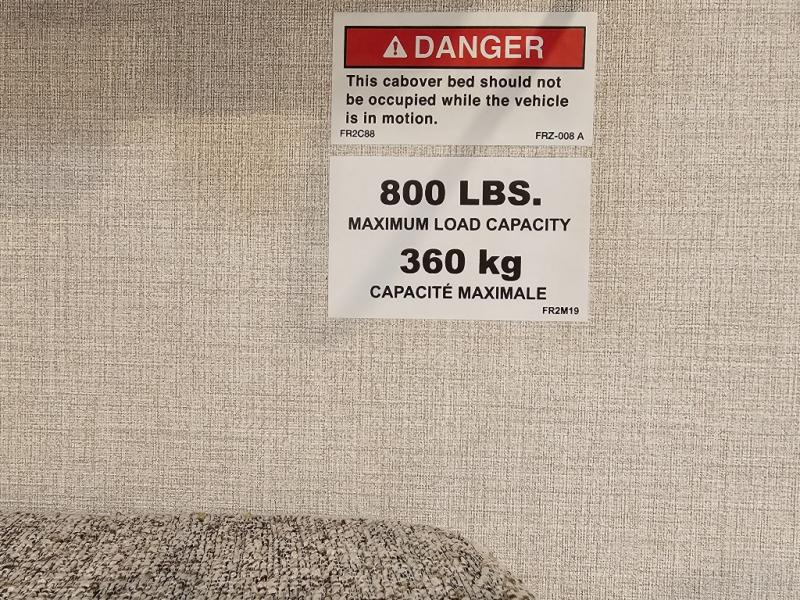 DANGER
This cabover bed should not
be occupied while the vehicle
is in motion.
FR2C88 FRZ-008 A
800 LBS.
MAXIMUM LOAD CAPACITY
360 kg
CAPACITÉ MAXIMALE
FR2M19